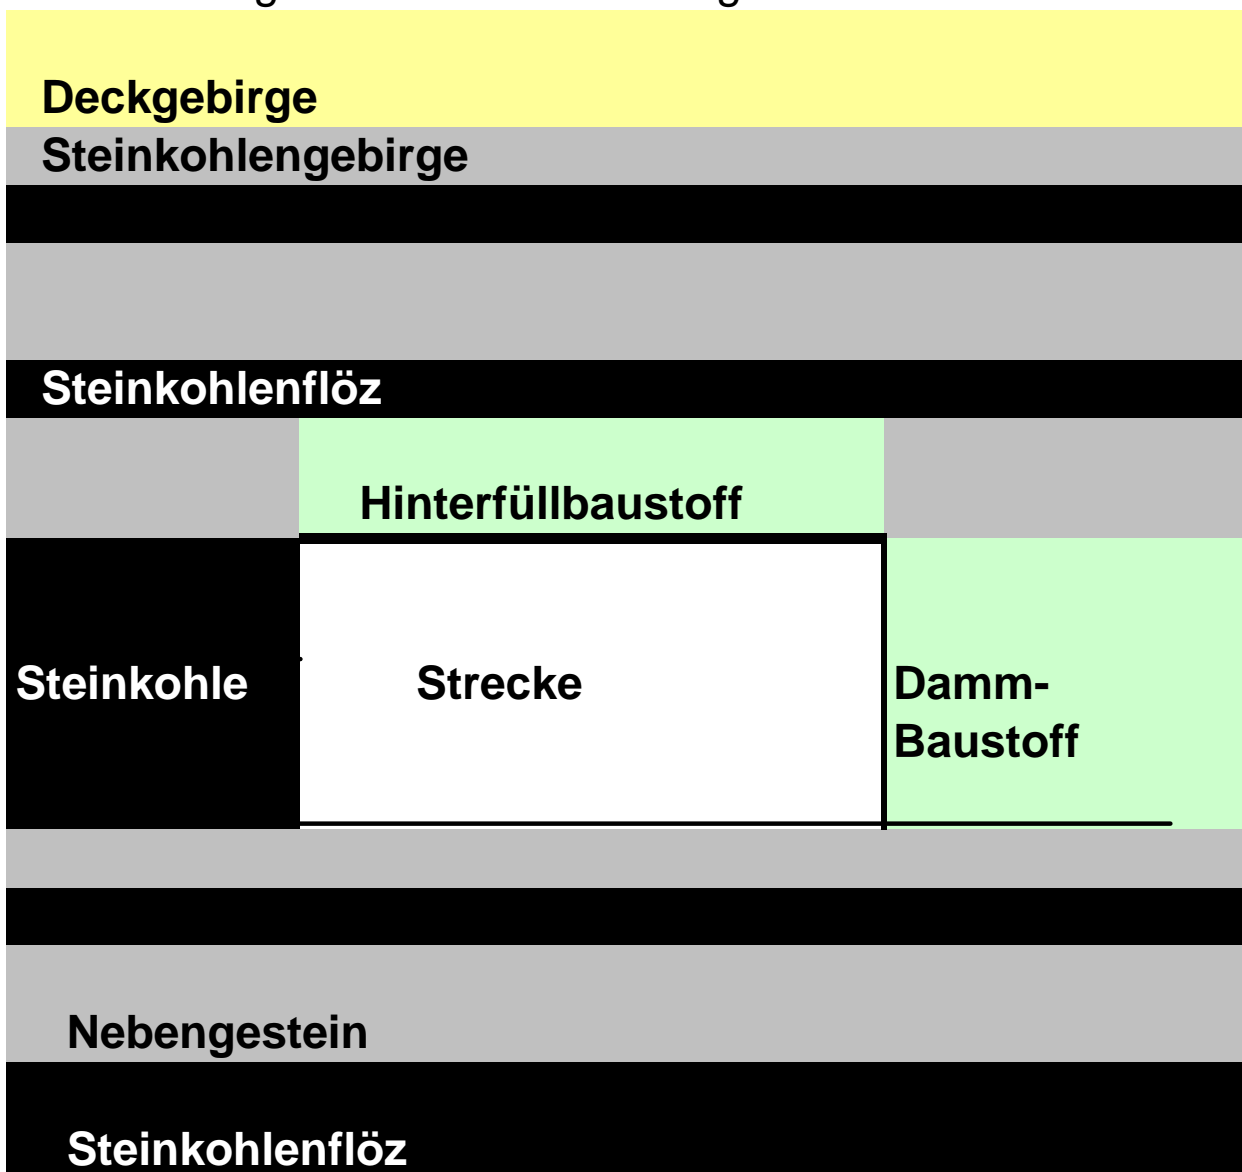 Deckgebirge
Steinkohlengebirge
Steinkohlenflöz
Hinterfüllbaustoff
Steinkohle Strecke Damm-
Baustoff
Nebengestein
Steinkohlenflöz